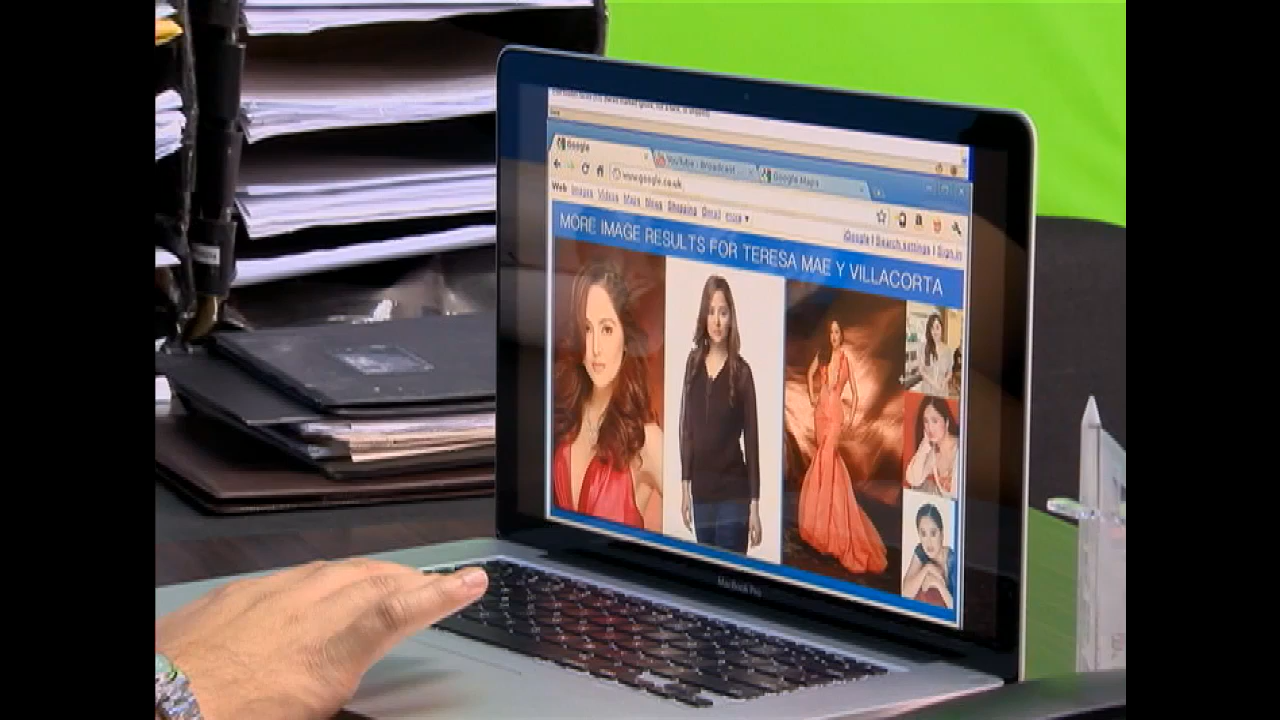 Google
YouTube - Broadcast
Google Maps
www.google.co.uk
Web Images Videos Maps News Shopping Gmail more ▼
iGoogle | Search settings | Sign in
MORE IMAGE RESULTS FOR TERESA MAE Y VILLACORTA
MacBook Pro